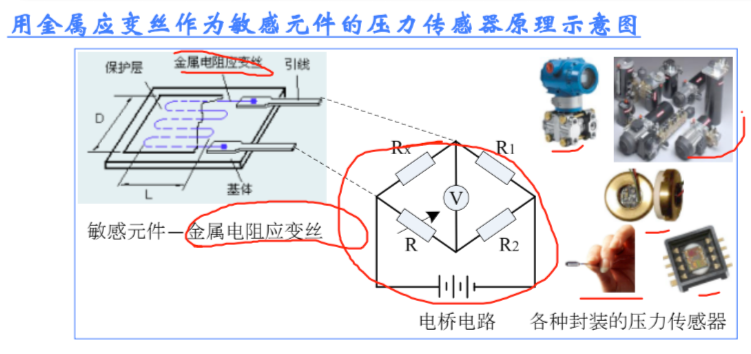 用金属应变丝作为敏感元件的压力传感器原理示意图
保护层
金属电阻应变丝
引线
D
L
基体
敏感元件—金属电阻应变丝
Rx
R1
V
R
R2
电桥电路
各种封装的压力传感器